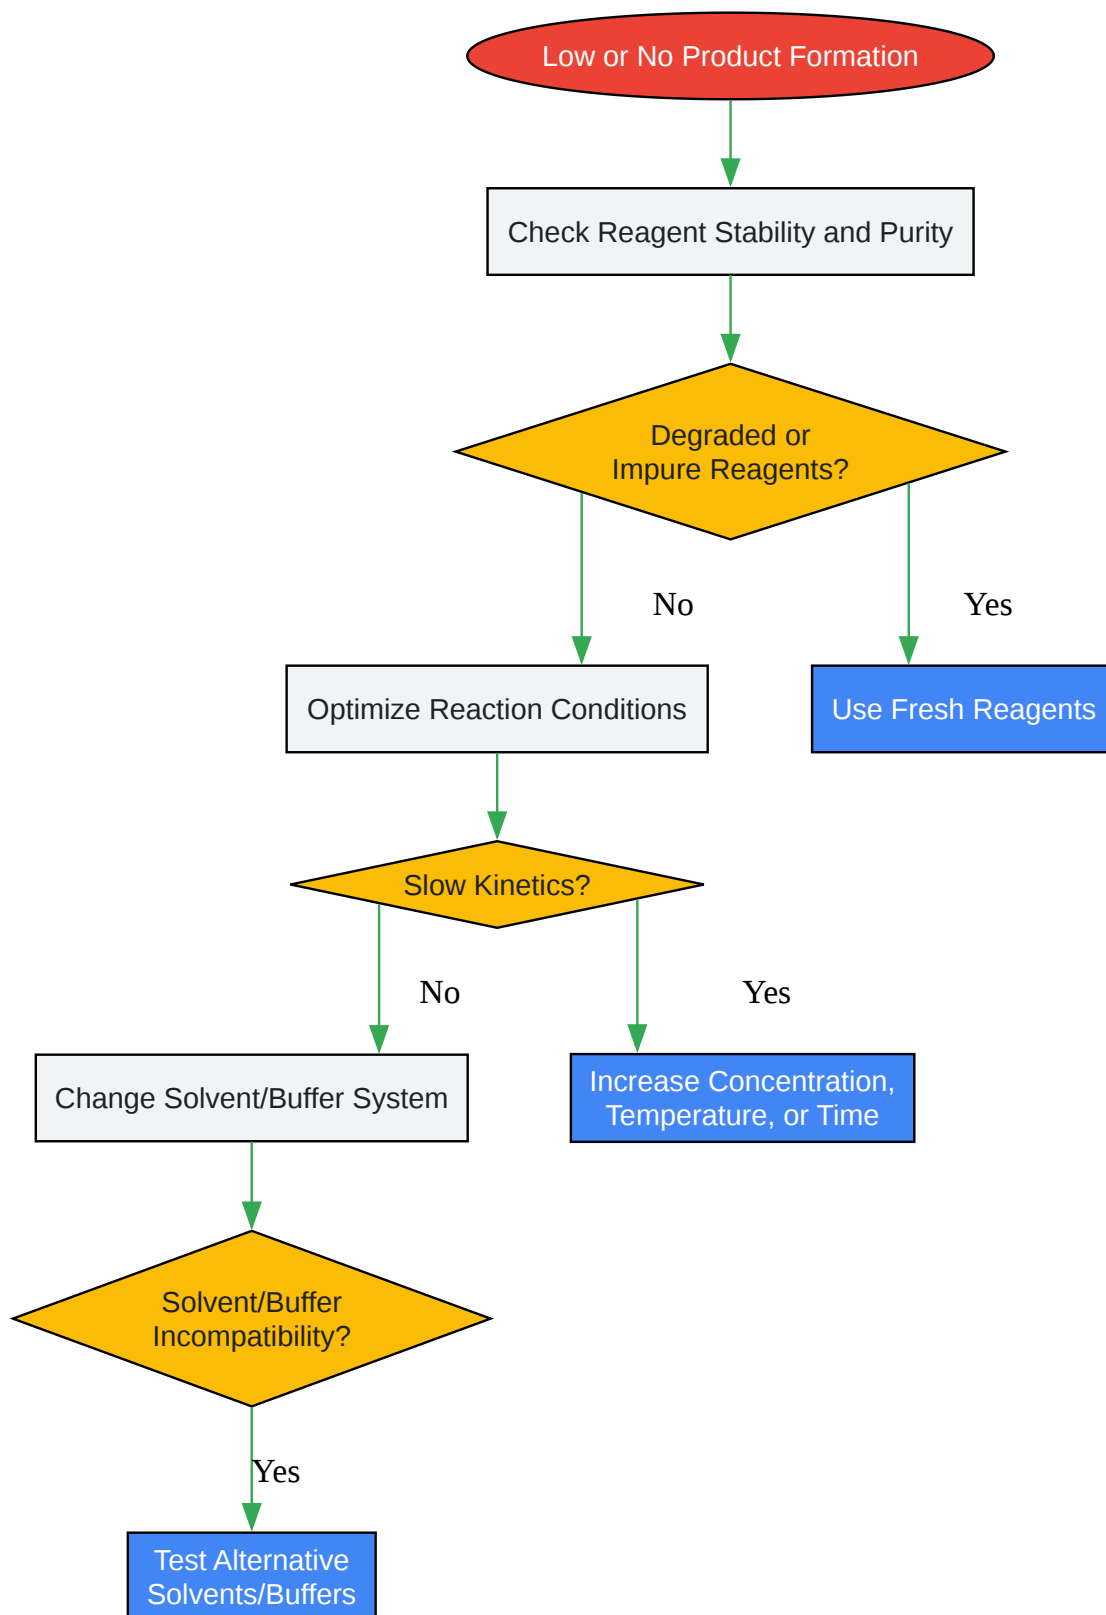 Low or No Product Formation
Check Reagent Stability and Purity
Degraded or
Impure Reagents?
No
Yes
Optimize Reaction Conditions
Use Fresh Reagents
Slow Kinetics?
No
Yes
Change Solvent/Buffer System
Increase Concentration,
Temperature, or Time
Solvent/Buffer
Incompatibility?
Yes
Test Alternative
Solvents/Buffers